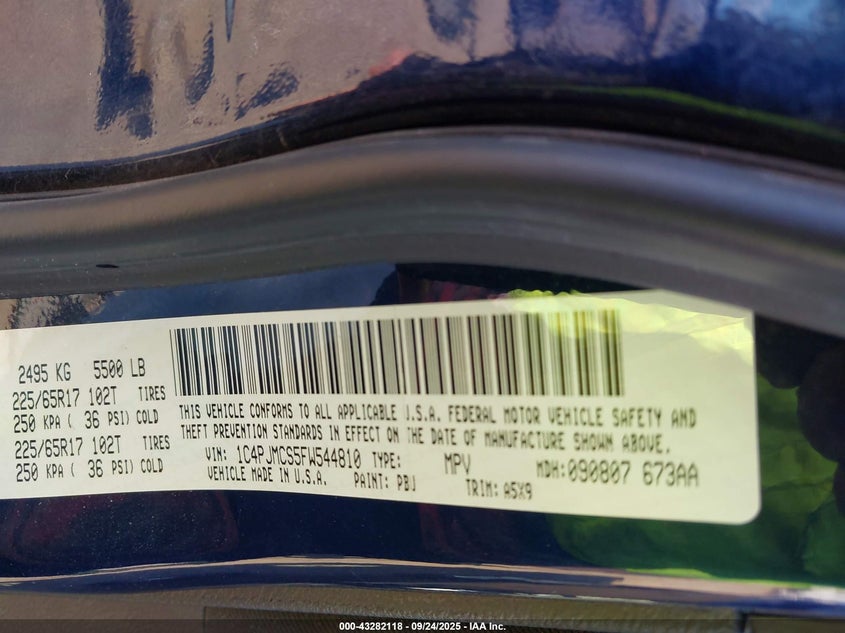 2495 KG 5500 LB
225/65R17 102T TIRES
250 KPA ( 36 PSI) COLD
225/65R17 102T TIRES
250 KPA ( 36 PSI) COLD
THIS VEHICLE CONFORMS TO ALL APPLICABLE U.S.A. FEDERAL MOTOR VEHICLE SAFETY AND
THEFT PREVENTION STANDARDS IN EFFECT ON THE DATE OF MANUFACTURE SHOWN ABOVE.
VIN: 1C4PJMCS5FW544810 TYPE: MPV MDH:090807 673AA
VEHICLE MADE IN U.S.A. PAINT: PBJ TRIM: A5X9
000-43282118 - 09/24/2025 - IAA Inc.